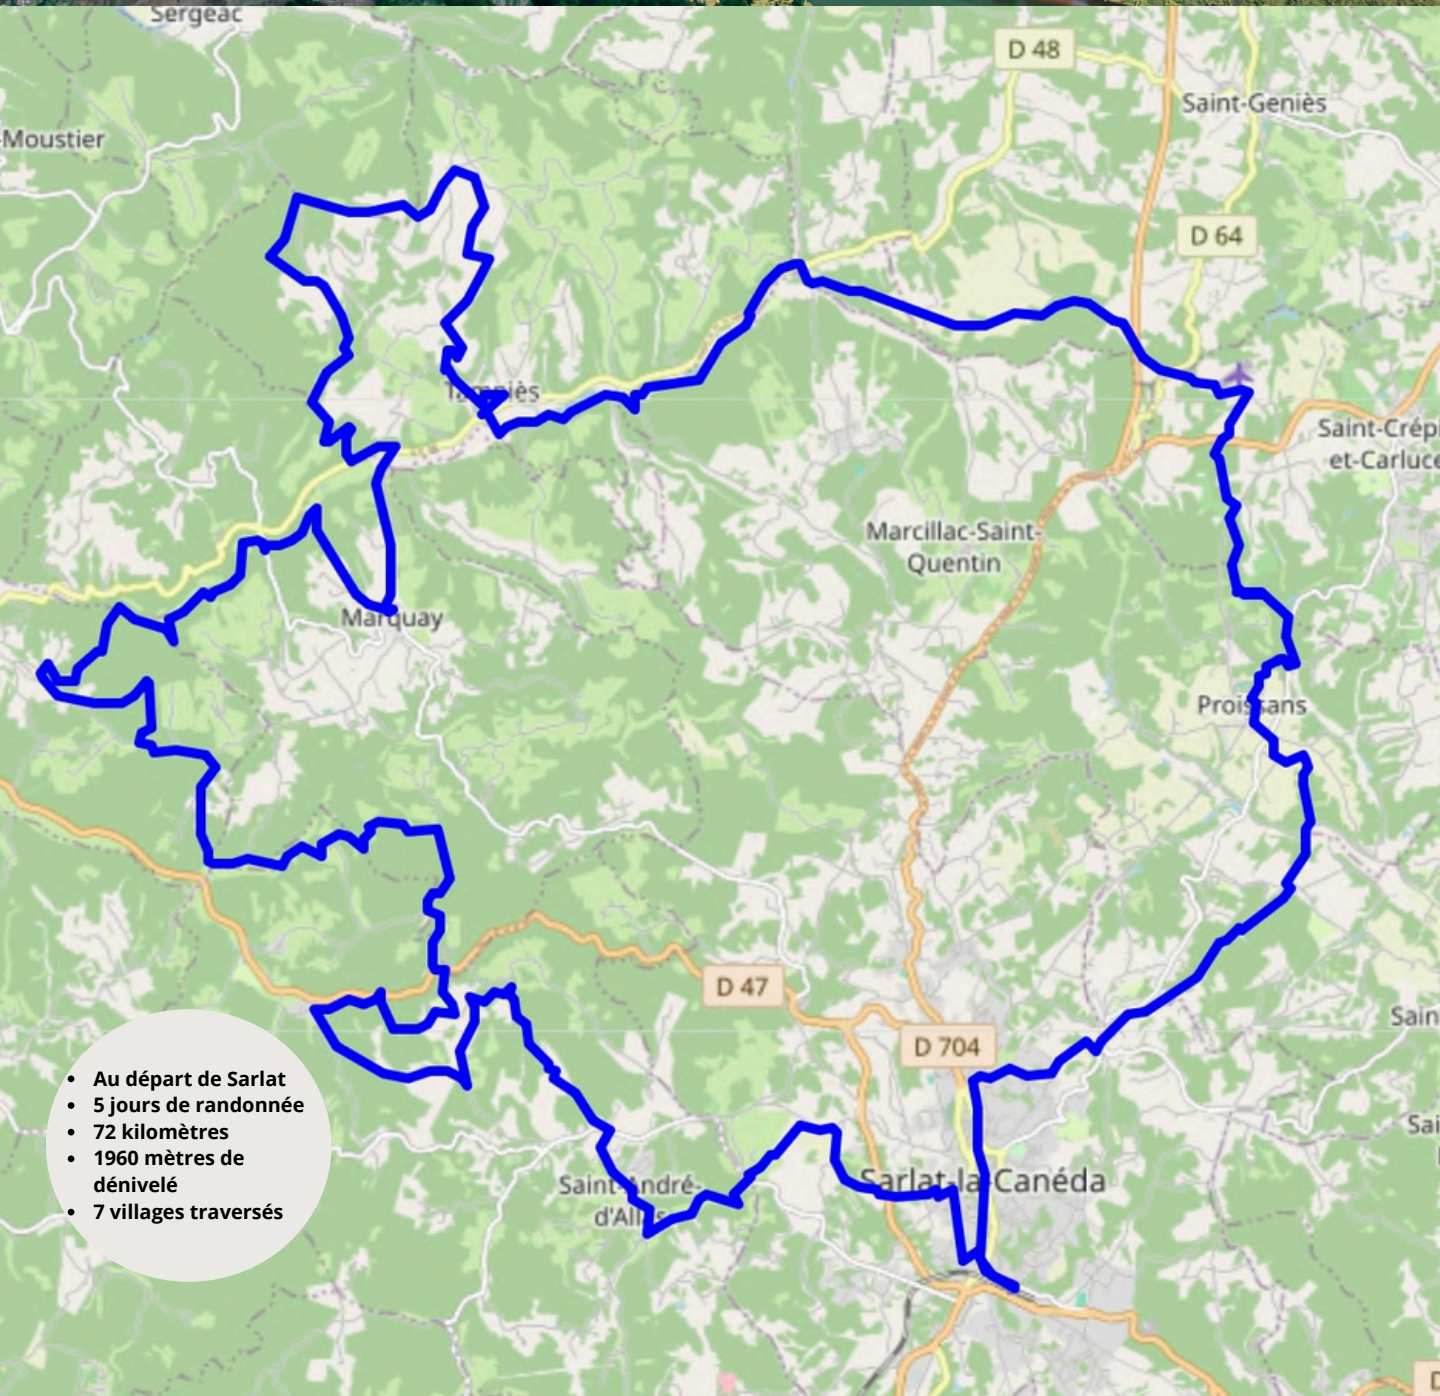 Sergeac
D 48
Saint-Geniès
-Moustier
D 64
Tamniès
Saint-Crépi
et-Carluce
Marcillac-Saint-
Quentin
Marquay
Proissans
D 47
Sain
D 704
• Au départ de Sarlat
• 5 jours de randonnée
• 72 kilomètres
• 1960 mètres de
dénivelé
• 7 villages traversés
Sai
Sarlat-la-Canéda
Saint-André-
d'Allas
D